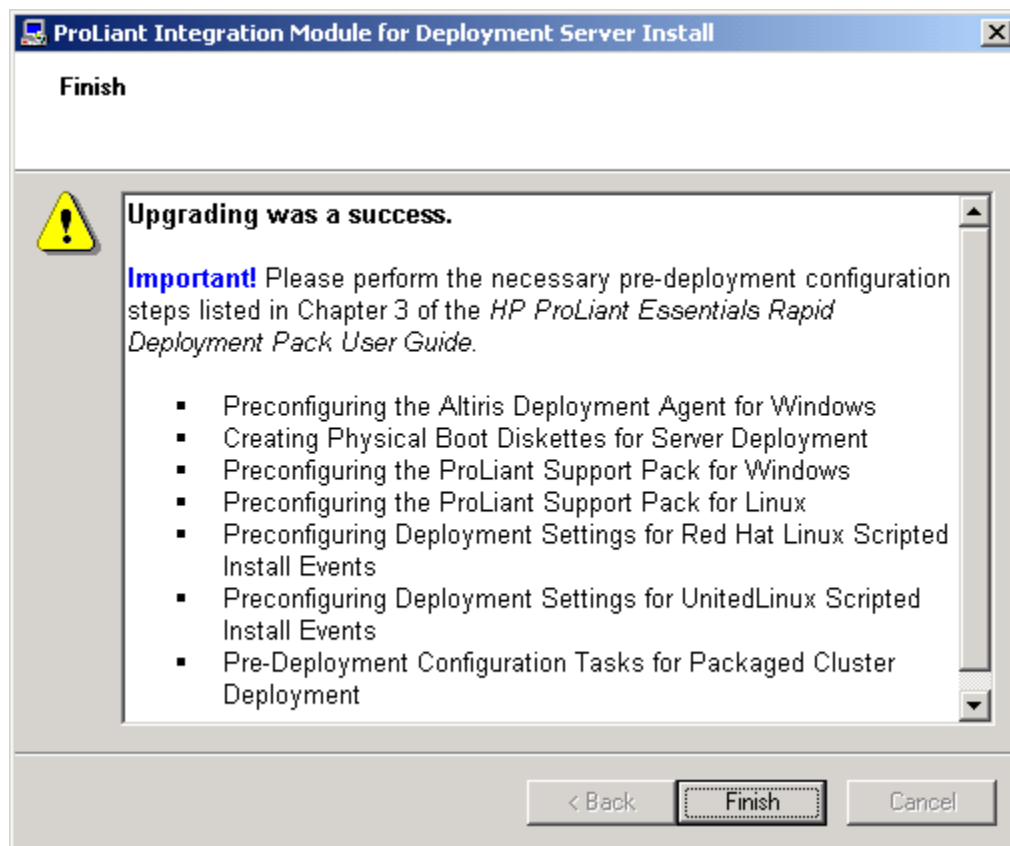 ProLiant Integration Module for Deployment Server Install
Finish
Upgrading was a success.
Important! Please perform the necessary pre-deployment configuration
steps listed in Chapter 3 of the HP ProLiant Essentials Rapid
Deployment Pack User Guide.
▪ Preconfiguring the Altiris Deployment Agent for Windows
▪ Creating Physical Boot Diskettes for Server Deployment
▪ Preconfiguring the ProLiant Support Pack for Windows
▪ Preconfiguring the ProLiant Support Pack for Linux
▪ Preconfiguring Deployment Settings for Red Hat Linux Scripted
Install Events
▪ Preconfiguring Deployment Settings for UnitedLinux Scripted
Install Events
▪ Pre-Deployment Configuration Tasks for Packaged Cluster
Deployment
< Back Finish Cancel